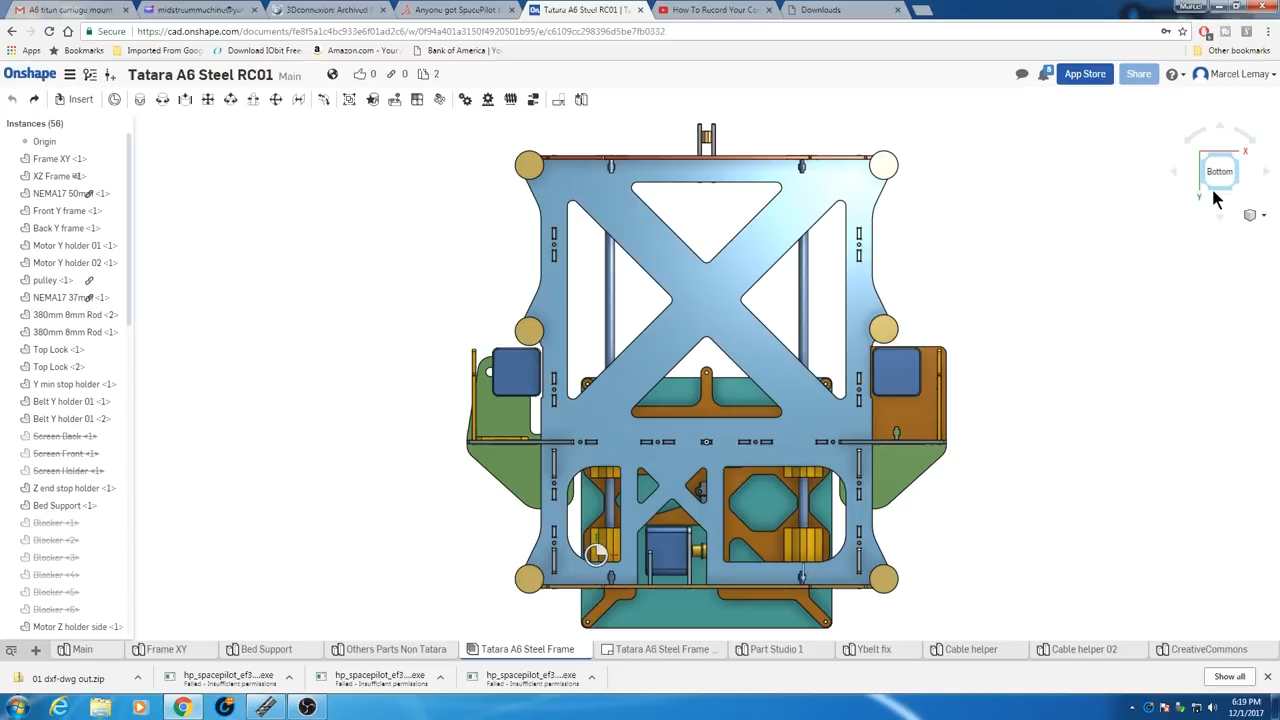 A6 titan carriage mount
midstreammachine@
3Dconnexion: Archived F
Anyone got SpacePilot t
Tatara A6 Steel RC01 | T
How To Record Your Co
Downloads
Marcel
Secure
https://cad.onshape.com/documents/fe8f5a1c4bc933e6f01ad2f6/w/0f94a3901a3150f4920501b95/e/c6109cc298396d5be7fb0332
Apps
Bookmarks
Imported From Goog
Download IObit Free
Amazon.com - Your
Bank of America (Yo
Other bookmarks
Onshape
Tatara A6 Steel RC01 Main
0
0
2
App Store
Share
Marcel Lemay
Insert
Instances (56)
Origin
Frame XY <1>
XZ Frame <1>
NEMA17 50m <1>
Front Y frame <1>
Back Y frame <1>
Motor Y holder 01 <1>
Motor Y holder 02 <1>
pulley <1>
NEMA17 37m <1>
380mm 8mm Rod <2>
380mm 8mm Rod <1>
Top Lock <1>
Top Lock <2>
Y min stop holder <1>
Belt Y holder 01 <1>
Belt Y holder 01 <2>
Screen Back <1>
Screen Front <1>
Screen Holder <1>
Z end stop holder <1>
Bed Support <1>
Blocker <1>
Blocker <2>
Blocker <3>
Blocker <4>
Blocker <5>
Blocker <6>
Motor Z holder side <1>
X
Bottom
Y
Main
Frame XY
Bed Support
Others Parts Non Tatara
Tatara A6 Steel Frame
Tatara A6 Steel Frame ...
Part Studio 1
Ybelt fix
Cable helper
Cable helper 02
CreativeCommons
01 dxf-dwg out.zip
hp_spacepilot_ef3....exe
Failed - Insufficient permissions
hp_spacepilot_ef3....exe
Failed - Insufficient permissions
hp_spacepilot_ef3....exe
Failed - Insufficient permissions
Show all
6:19 PM
12/1/2017